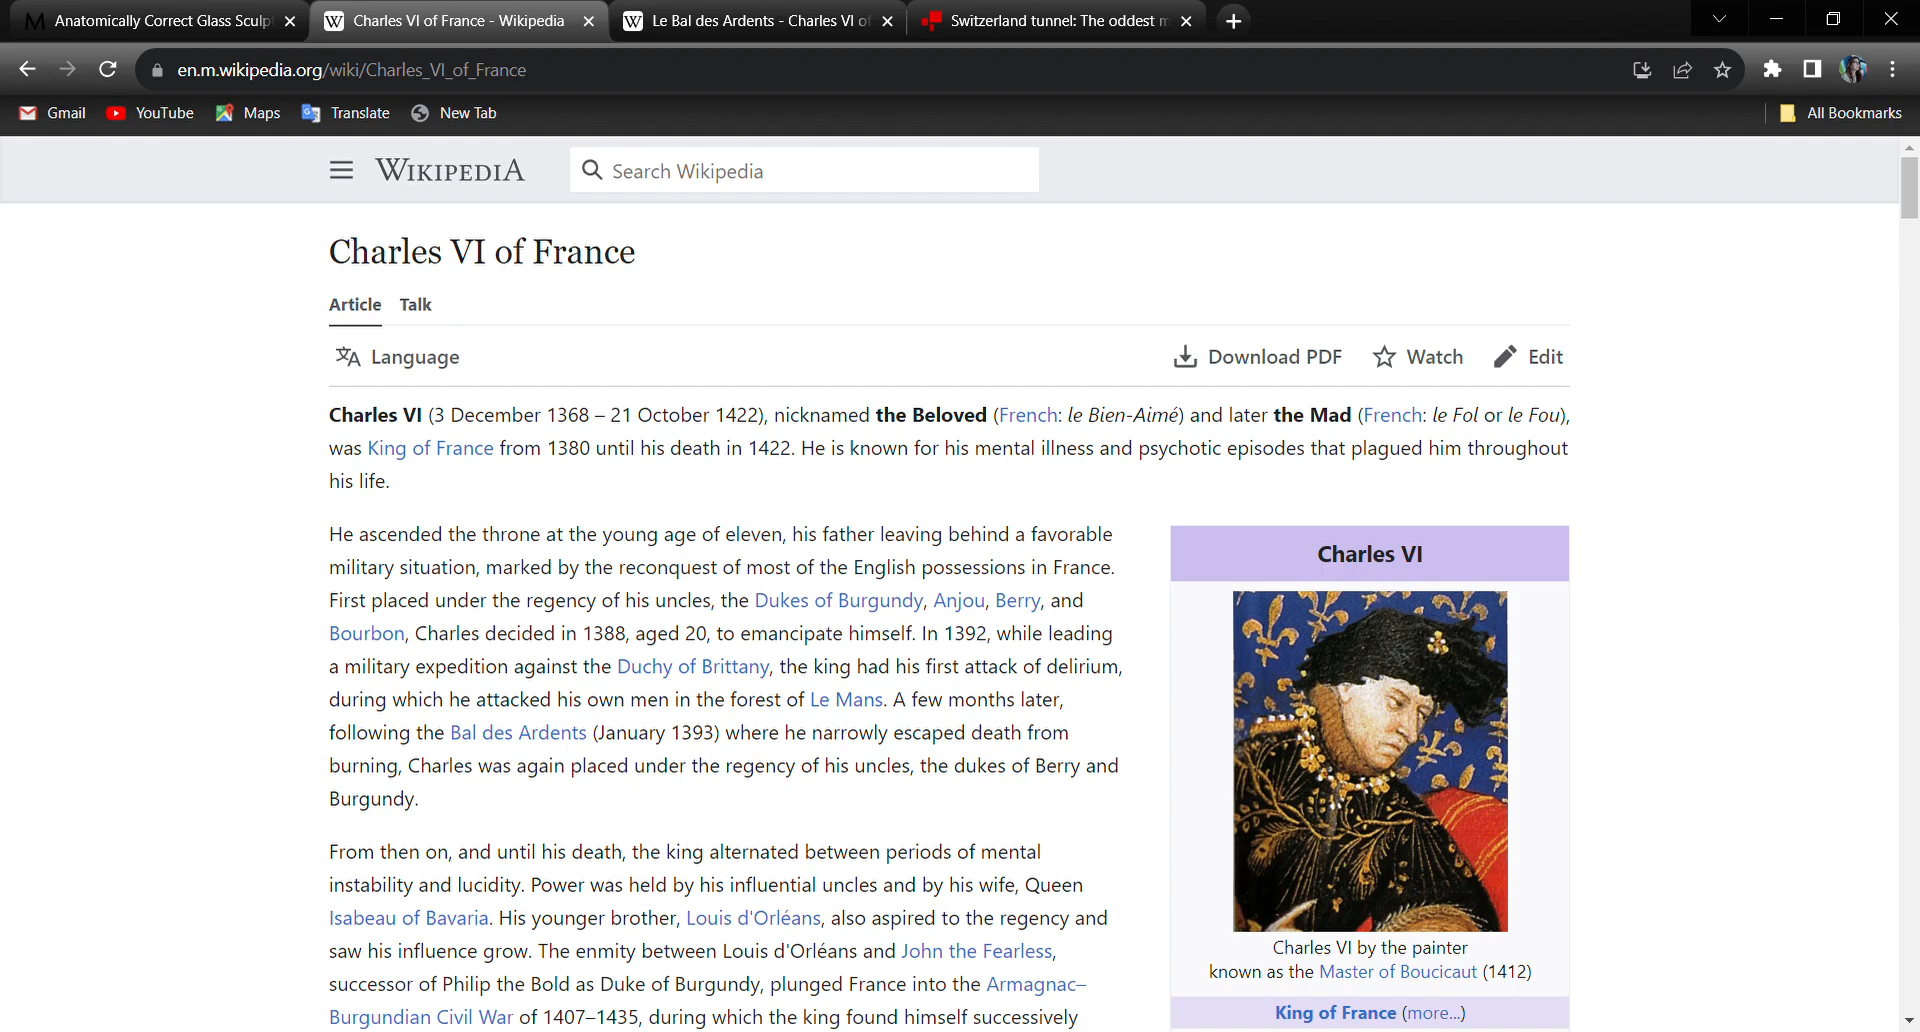 Anatomically Correct Glass Sculpt
Charles VI of France - Wikipedia
Le Bal des Ardents - Charles VI of
Switzerland tunnel: The oddest m
en.m.wikipedia.org/wiki/Charles_VI_of_France
Gmail
YouTube
Maps
Translate
New Tab
All Bookmarks
WIKIPEDIA
Search Wikipedia
Charles VI of France
Article Talk
Language
Download PDF
Watch
Edit
Charles VI (3 December 1368 – 21 October 1422), nicknamed the Beloved (French: le Bien-Aimé) and later the Mad (French: le Fol or le Fou),
was King of France from 1380 until his death in 1422. He is known for his mental illness and psychotic episodes that plagued him throughout
his life.
He ascended the throne at the young age of eleven, his father leaving behind a favorable
military situation, marked by the reconquest of most of the English possessions in France.
First placed under the regency of his uncles, the Dukes of Burgundy, Anjou, Berry, and
Bourbon, Charles decided in 1388, aged 20, to emancipate himself. In 1392, while leading
a military expedition against the Duchy of Brittany, the king had his first attack of delirium,
during which he attacked his own men in the forest of Le Mans. A few months later,
following the Bal des Ardents (January 1393) where he narrowly escaped death from
burning, Charles was again placed under the regency of his uncles, the dukes of Berry and
Burgundy.
From then on, and until his death, the king alternated between periods of mental
instability and lucidity. Power was held by his influential uncles and by his wife, Queen
Isabeau of Bavaria. His younger brother, Louis d'Orléans, also aspired to the regency and
saw his influence grow. The enmity between Louis d'Orléans and John the Fearless,
successor of Philip the Bold as Duke of Burgundy, plunged France into the Armagnac–
Burgundian Civil War of 1407–1435, during which the king found himself successively
Charles VI
Charles VI by the painter
known as the Master of Boucicaut (1412)
King of France (more...)